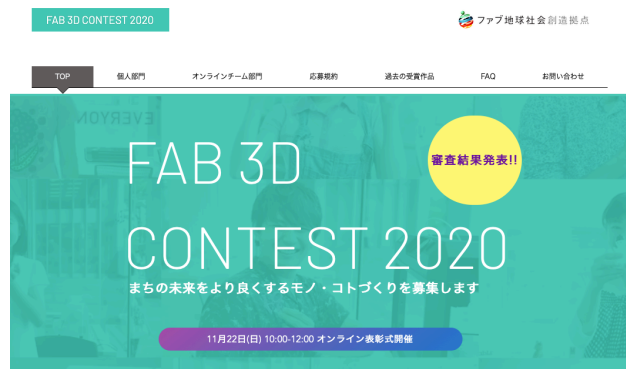 FAB 3D CONTEST 2020
ファブ地球社会創造拠点
TOP
個人部門
オンラインチーム部門
応募規約
過去の受賞作品
FAQ
お問い合わせ
EVERYON
審査結果発表!!
FAB 3D
CONTEST 2020
まちの未来をより良くするモノ・コトづくりを募集します
11月22日(日) 10:00-12:00 オンライン表彰式開催